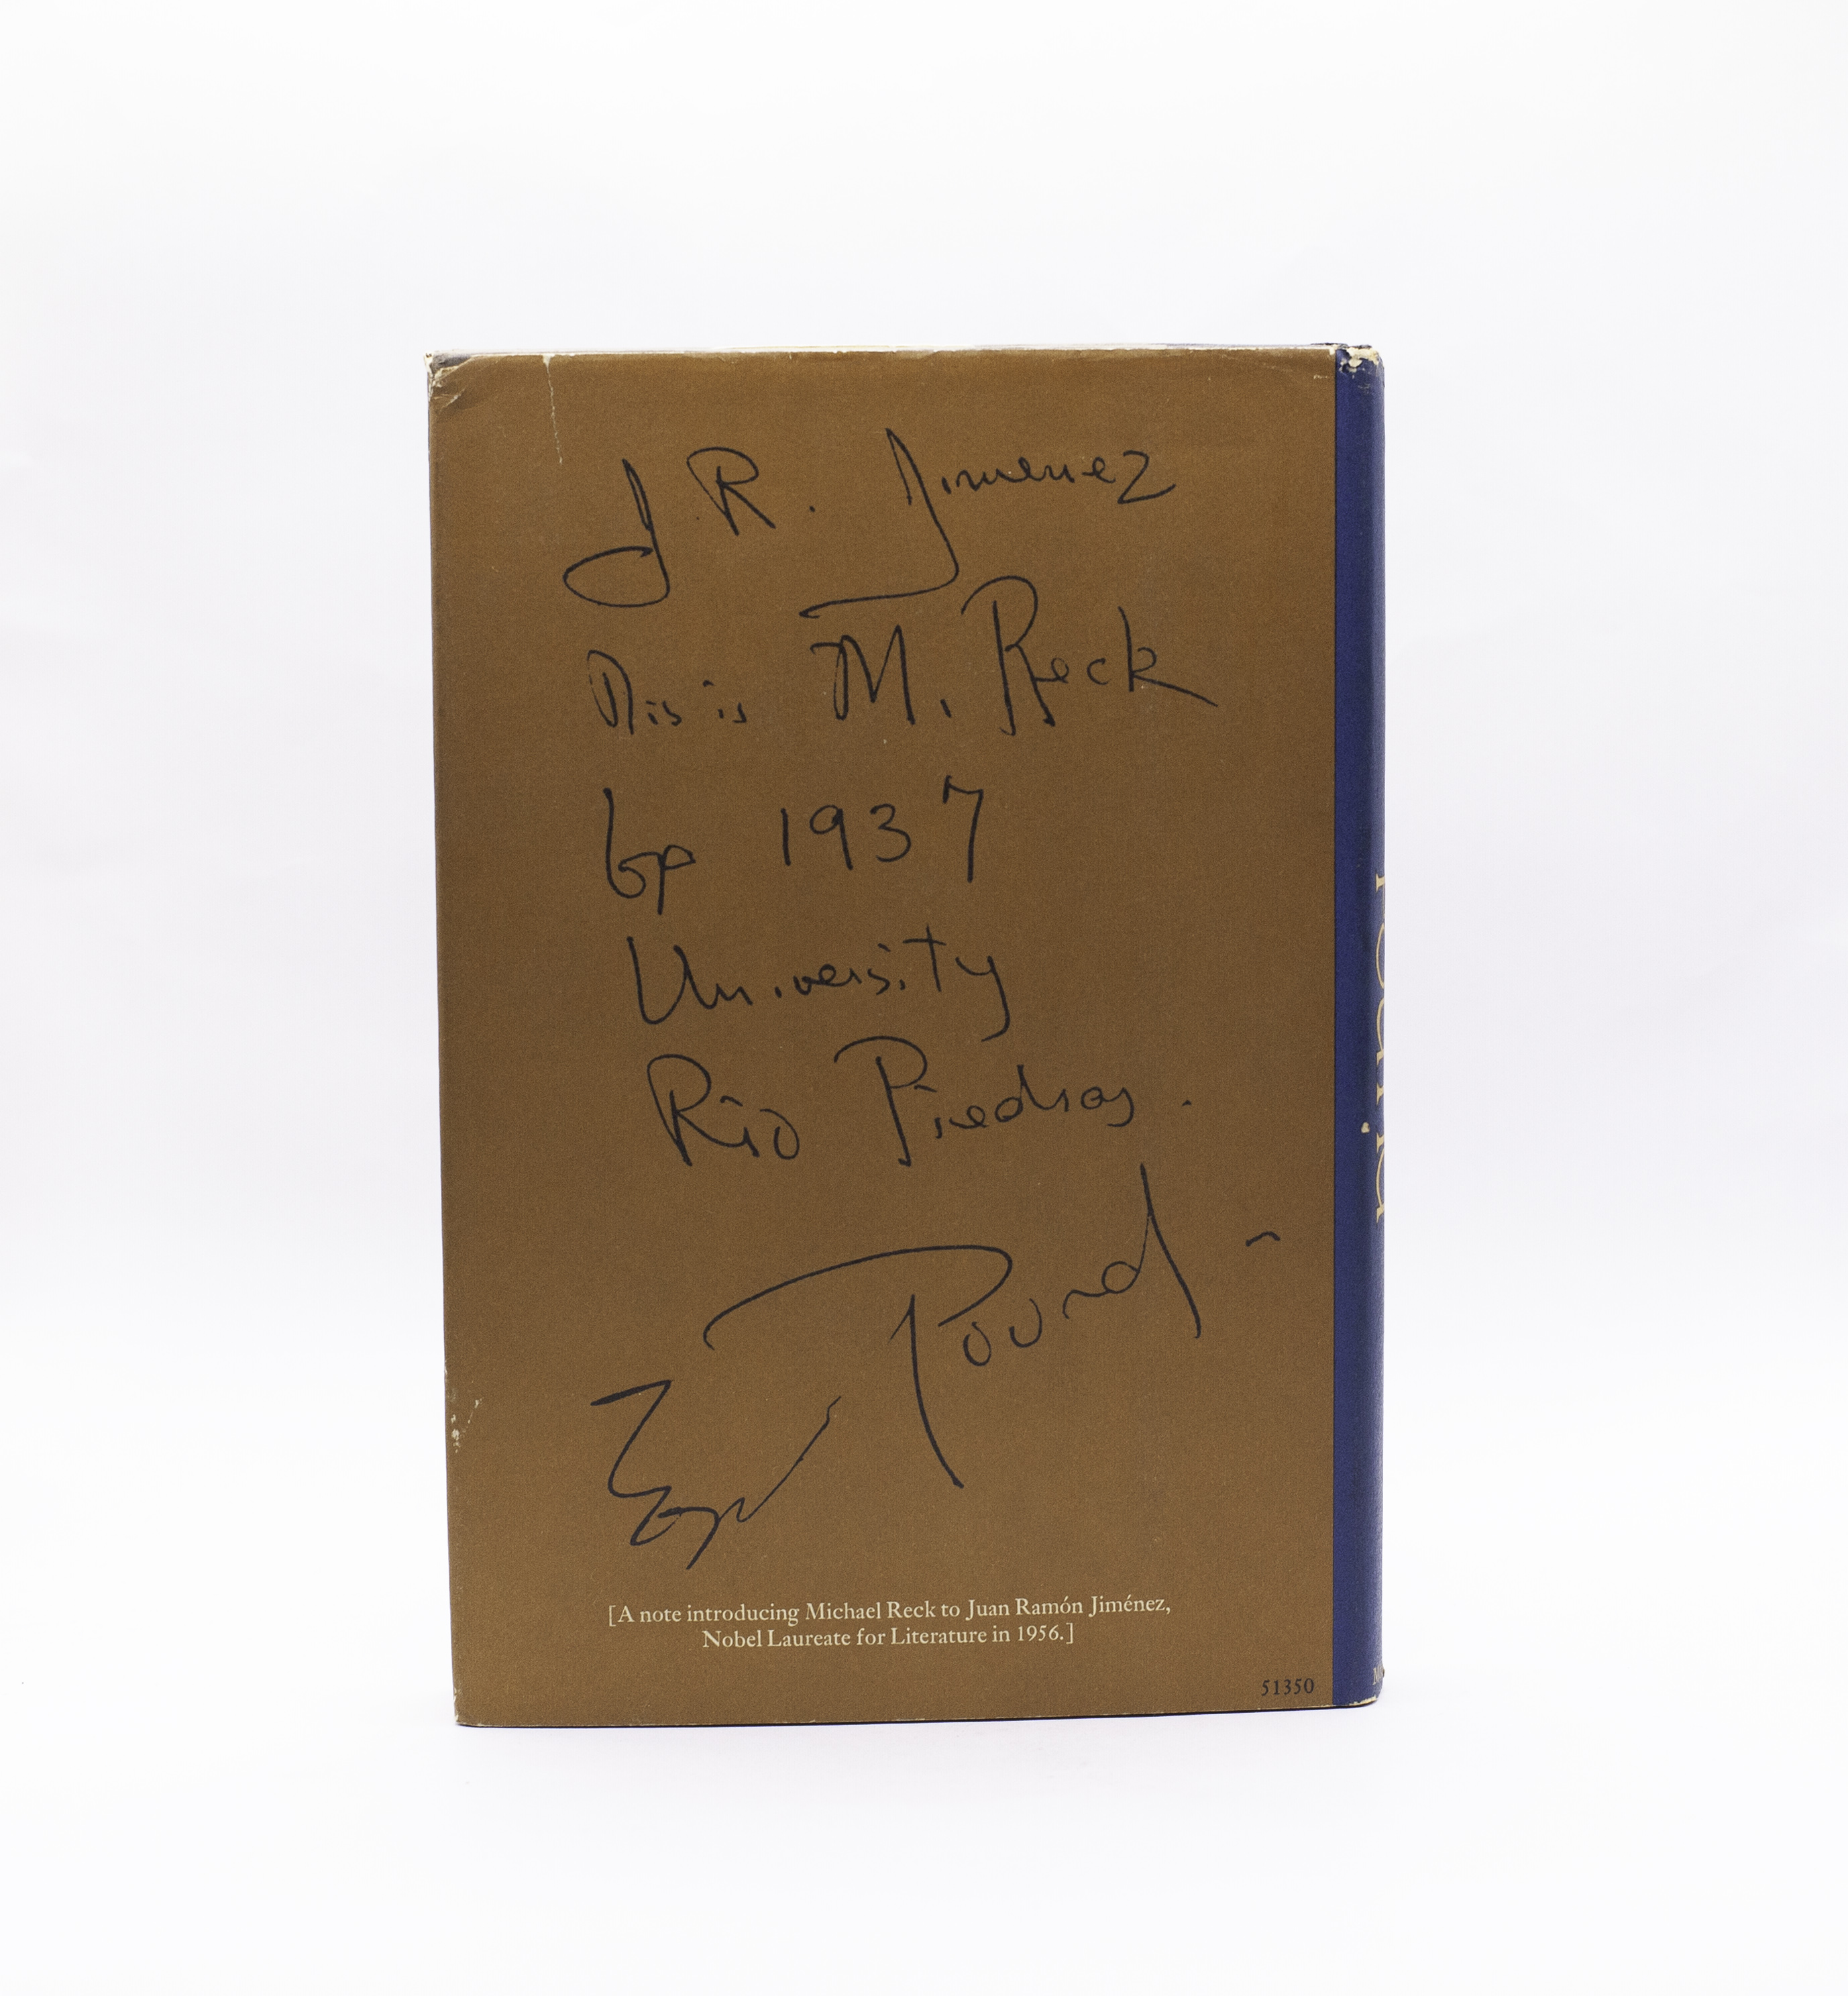 J.R. Jimenez
This is M. Reck
1937
University
Rio Piedras.
Pound
[A note introducing Michael Reck to Juan Ramón Jiménez,
Nobel Laureate for Literature in 1956.]
51350